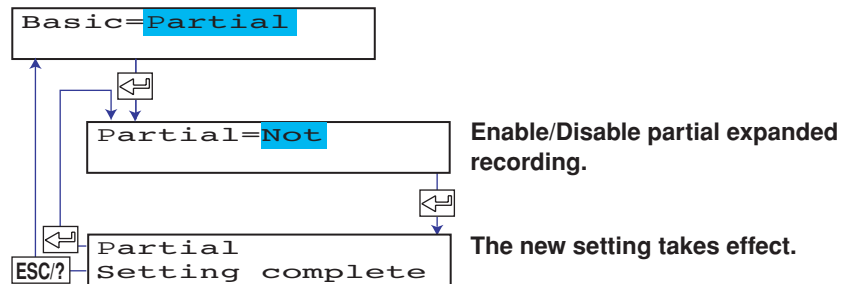 Basic=Partial
Partial=Not
Enable/Disable partial expanded
recording.
Partial
Setting complete
The new setting takes effect.
ESC/?